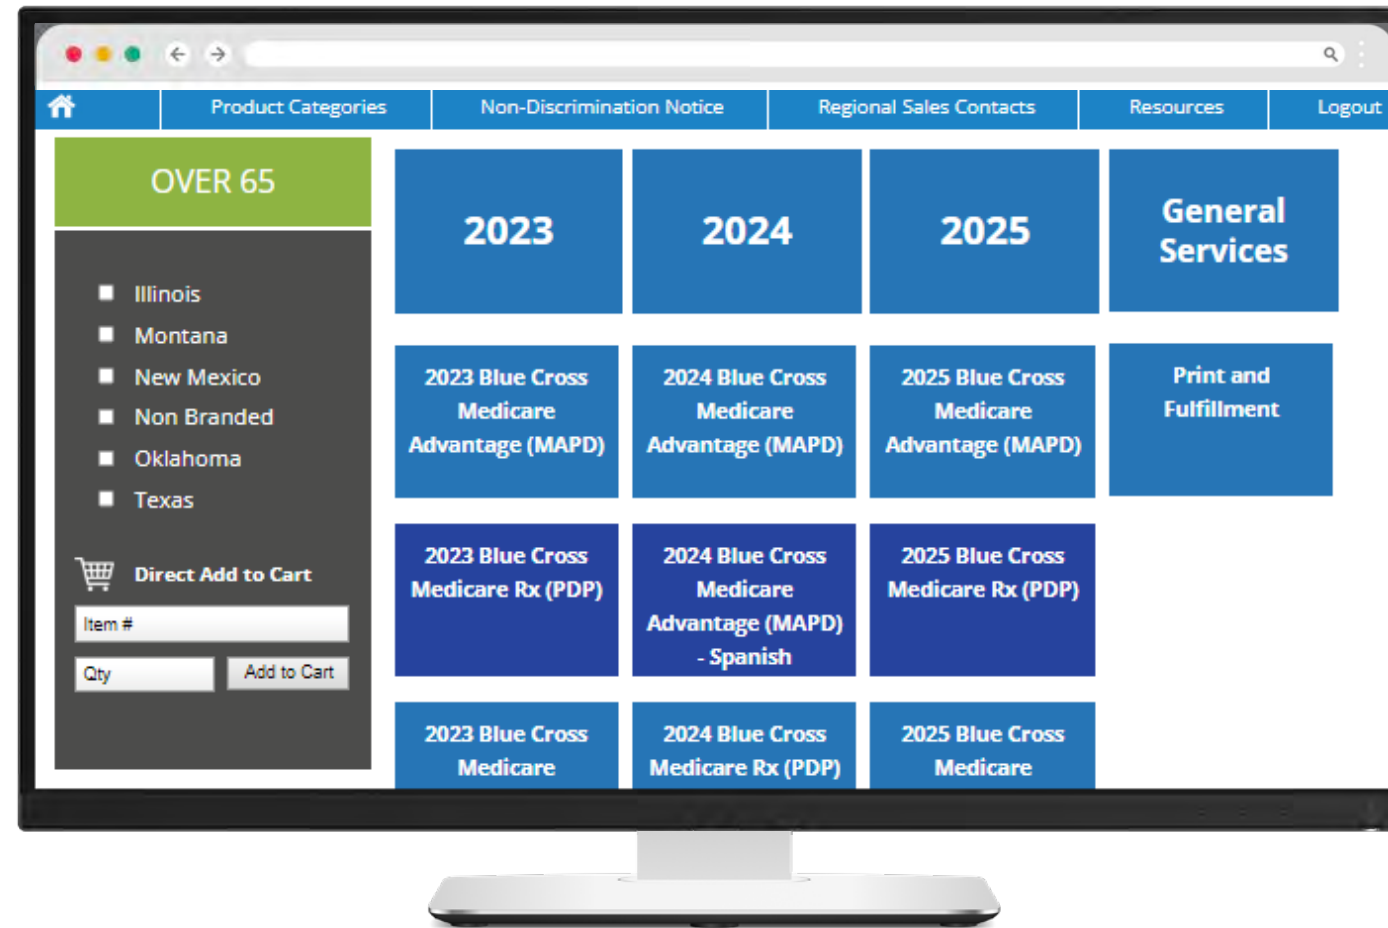 Product Categories
Non-Discrimination Notice
Regional Sales Contacts
Resources
Logout
OVER 65
Illinois
Montana
New Mexico
Non Branded
Oklahoma
Texas
Direct Add to Cart
Item #
Qty
Add to Cart
2023
2024
2025
General
Services
2023 Blue Cross
Medicare
Advantage (MAPD)
2024 Blue Cross
Medicare
Advantage (MAPD)
2025 Blue Cross
Medicare
Advantage (MAPD)
Print and
Fulfillment
2023 Blue Cross
Medicare Rx (PDP)
2024 Blue Cross
Medicare
Advantage (MAPD)
- Spanish
2025 Blue Cross
Medicare Rx (PDP)
2023 Blue Cross
Medicare
2024 Blue Cross
Medicare Rx (PDP)
2025 Blue Cross
Medicare